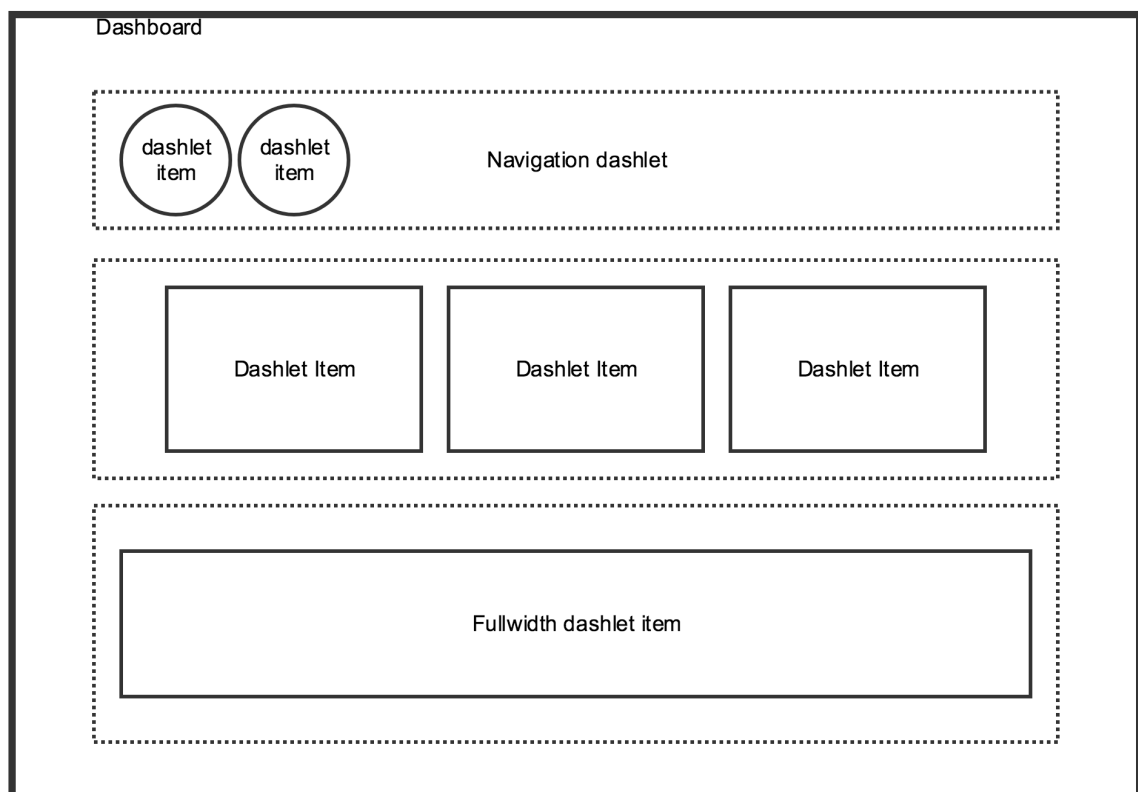 Dashboard
dashlet
item
dashlet
item
Navigation dashlet
Dashlet Item
Dashlet Item
Dashlet Item
Fullwidth dashlet item